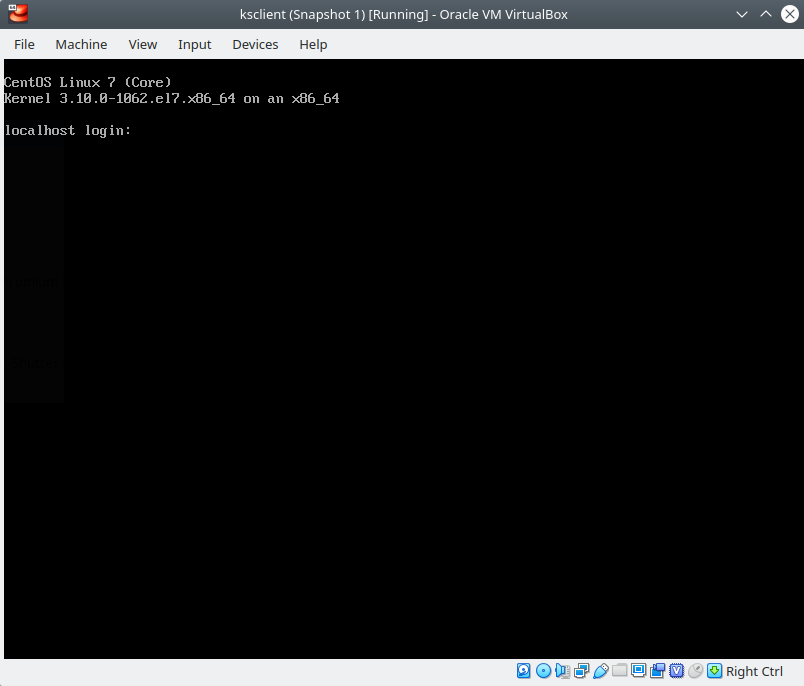 ksclient (Snapshot 1) [Running] - Oracle VM VirtualBox
File Machine View Input Devices Help
CentOS Linux 7 (Core)
Kernel 3.10.0-1062.el7.x86_64 on an x86_64
localhost login:
Right Ctrl